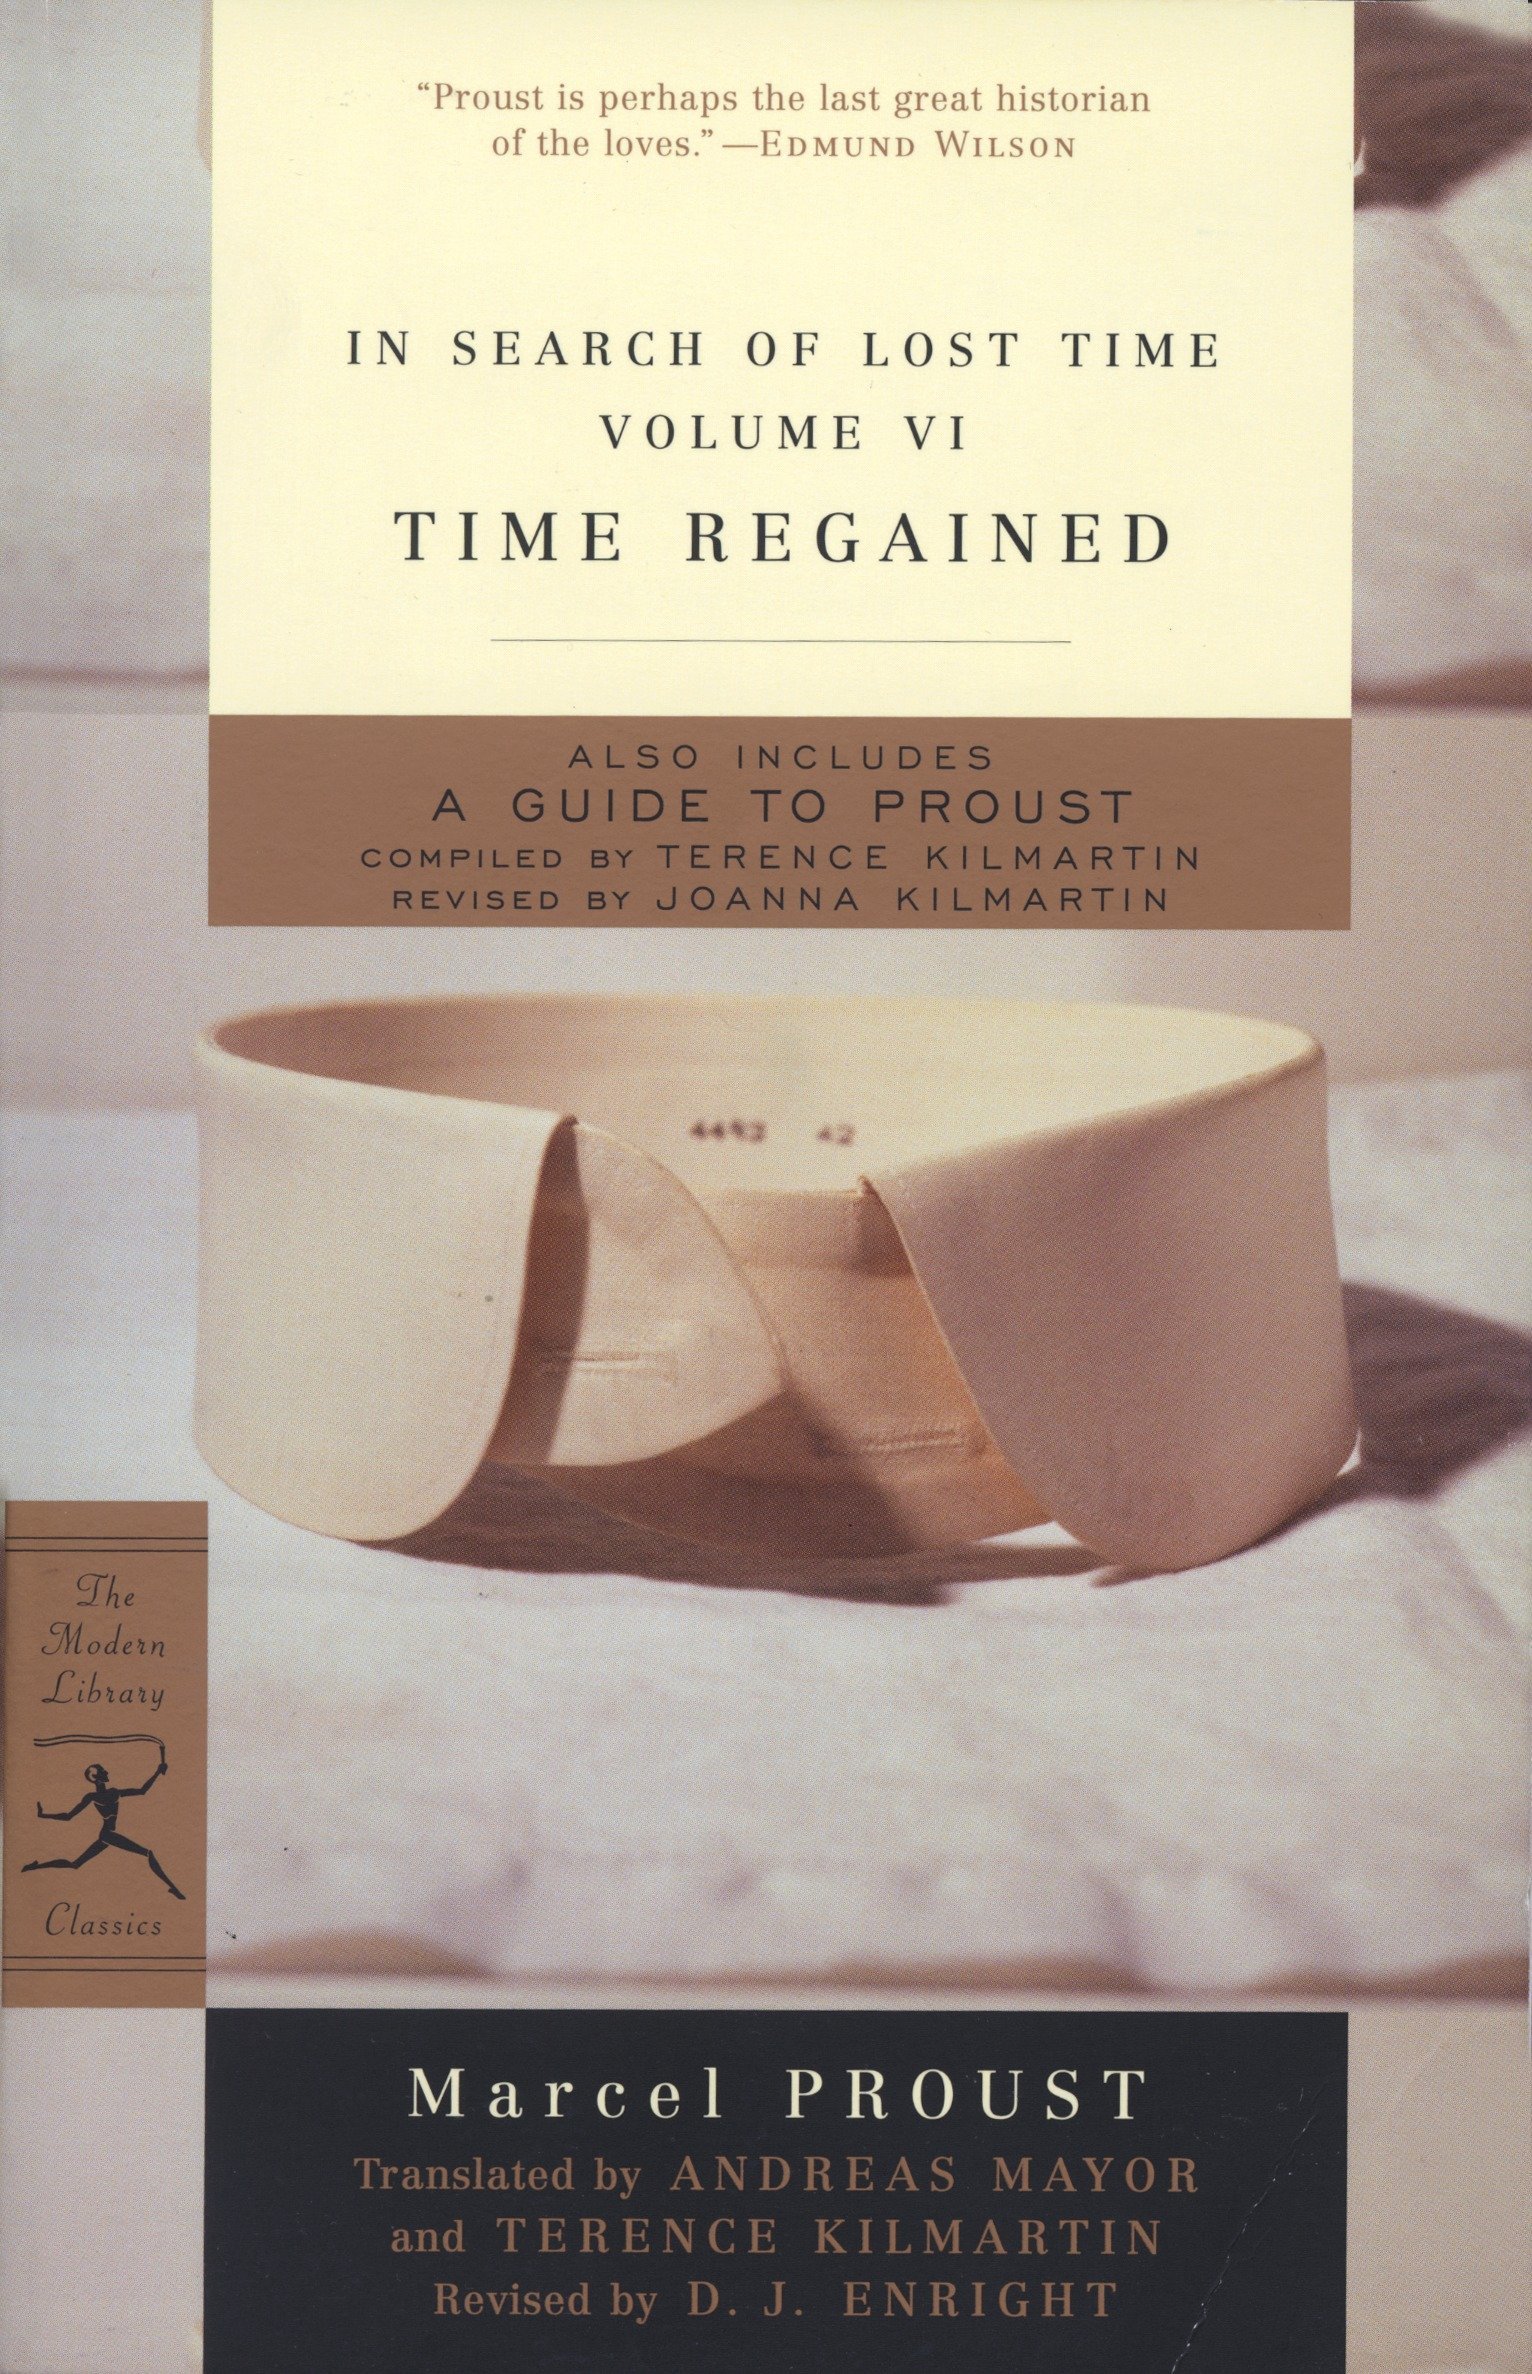 “Proust is perhaps the last great historian
of the loves.” —EDMUND WILSON
IN SEARCH OF LOST TIME
VOLUME VI
TIME REGAINED
ALSO INCLUDES
A GUIDE TO PROUST
COMPILED BY TERENCE KILMARTIN
REVISED BY JOANNA KILMARTIN
4493 42
The
Modern
Library
Classics
Marcel PROUST
Translated by ANDREAS MAYOR
and TERENCE KILMARTIN
Revised by D. J. ENRIGHT